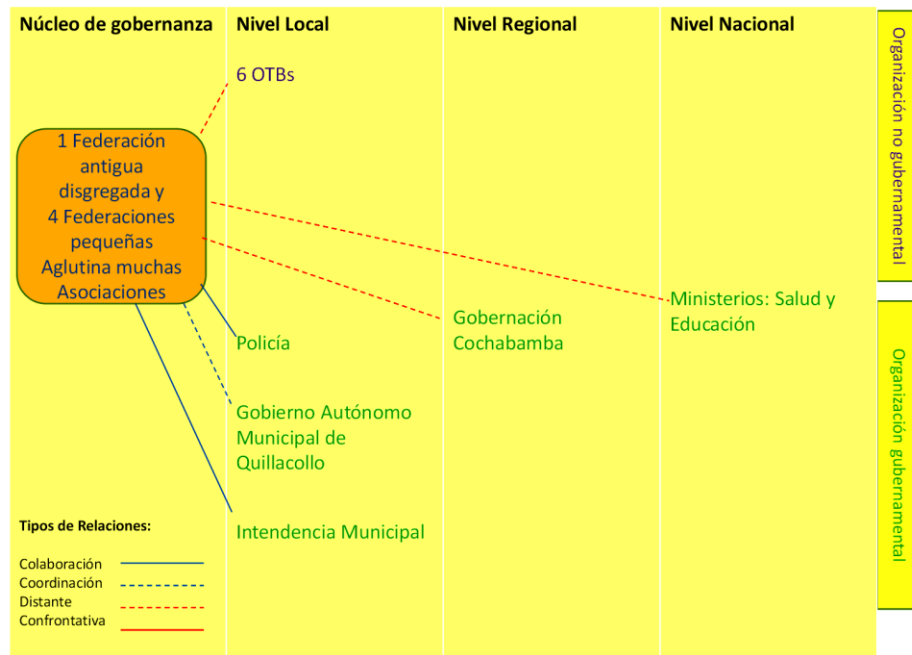 Núcleo de gobernanza
Nivel Local
Nivel Regional
Nivel Nacional
6 OTBs
1 Federación
antigua
disgregada y
4 Federaciones
pequeñas
Aglutina muchas
Asociaciones
Policía
Gobierno Autónomo
Municipal de
Quillacollo
Intendencia Municipal
Gobernación
Cochabamba
Ministerios: Salud y
Educación
Organización no gubernamental
Organización gubernamental
Tipos de Relaciones:
Colaboración
Coordinación
Distante
Confrontativa